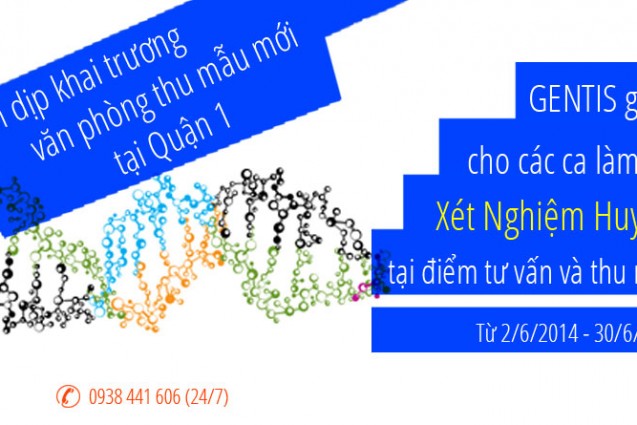 dịp khai trương
văn phòng thu mẫu mới
tại Quận 1
GENTIS g
cho các ca làm
Xét Nghiệm Huy
tại điểm tư vấn và thu
Từ 2/6/2014 - 30/6/
0938 441 606 (24/7)